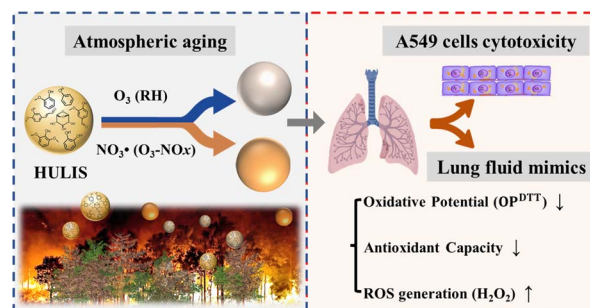 Atmospheric aging
O₃ (RH)
HULIS
NO₃• (O₃-NOx)
A549 cells cytotoxicity
Lung fluid mimics
Oxidative Potential (OPᴰᵀᵀ) ↓
Antioxidant Capacity ↓
ROS generation (H₂O₂) ↑